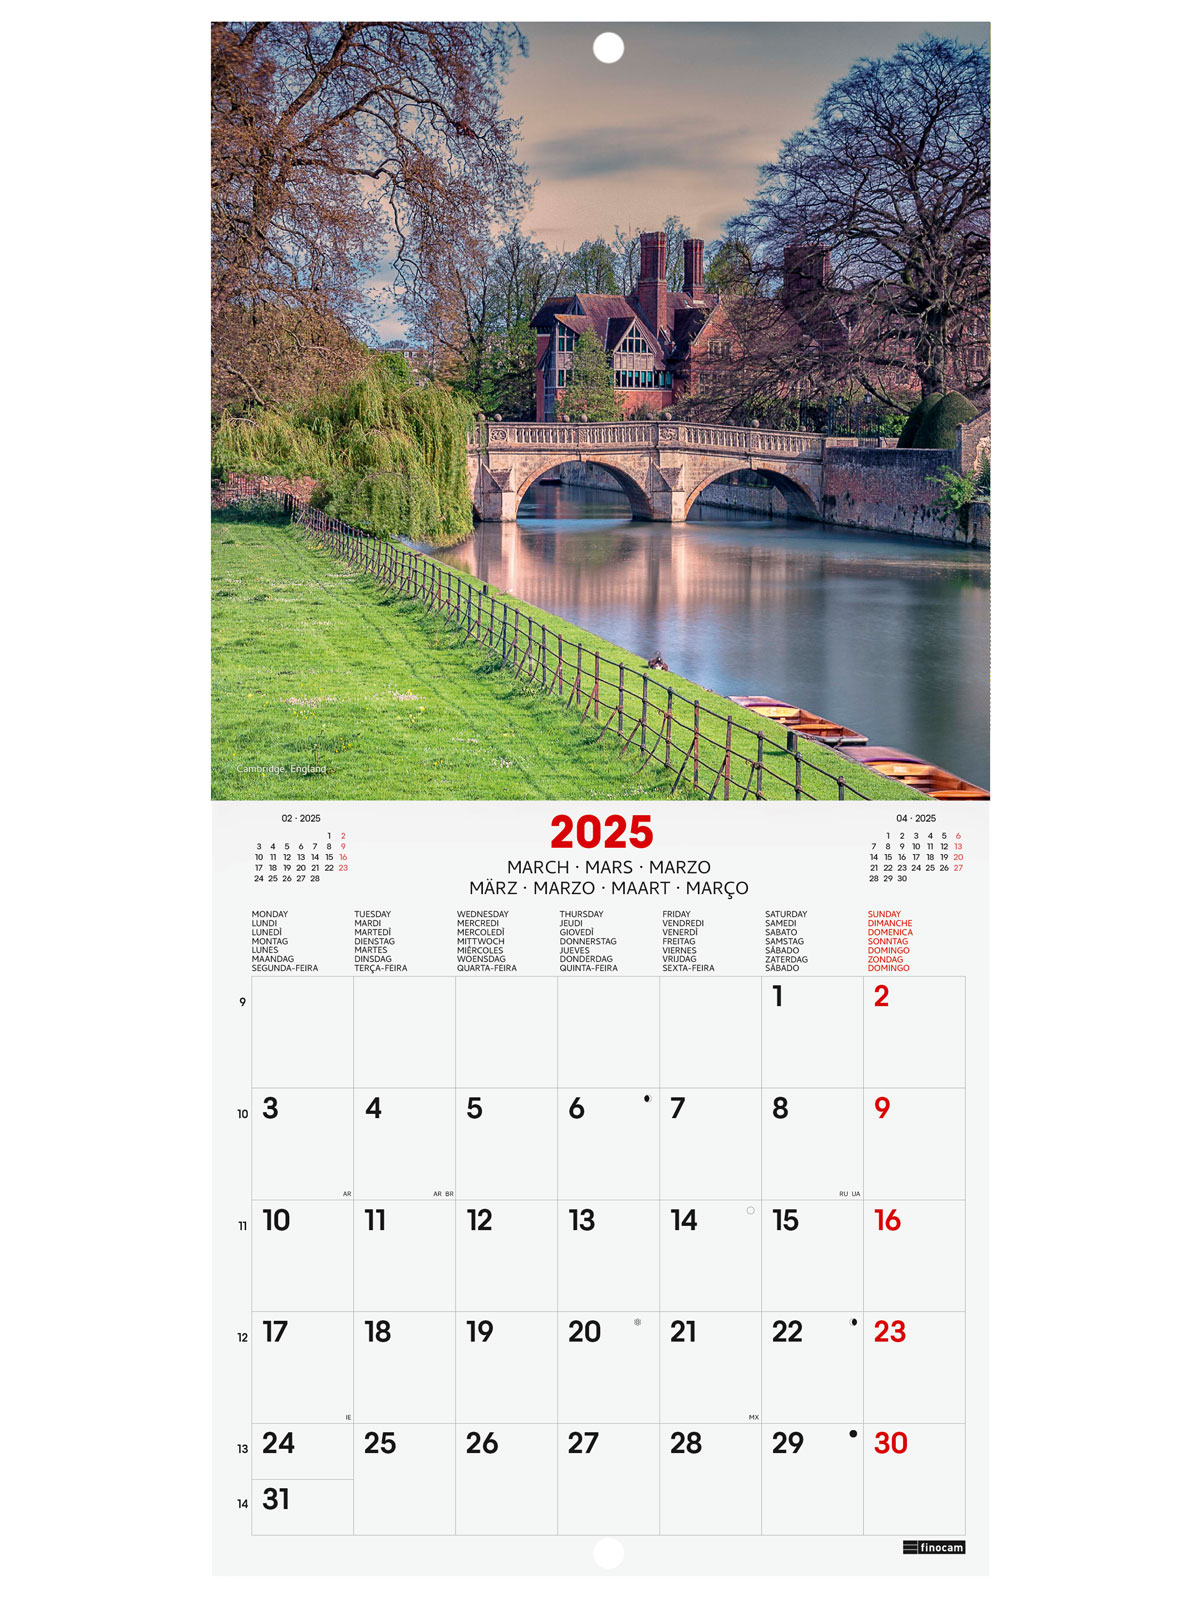 Cambridge, England
02 · 2025
1 2
3 4 5 6 7 8 9
10 11 12 13 14 15 16
17 18 19 20 21 22 23
24 25 26 27 28
2025
MARCH · MARS · MARZO
MÄRZ · MARZO · MAART · MARÇO
04 · 2025
1 2 3 4 5 6
7 8 9 10 11 12 13
14 15 16 17 18 19 20
21 22 23 24 25 26 27
28 29 30
MONDAY TUESDAY WEDNESDAY THURSDAY FRIDAY SATURDAY SUNDAY
LUNDI MARDI MERCREDI JEUDI VENDREDI SAMEDI DIMANCHE
LUNEDÌ MARTEDÌ MERCOLEDÌ GIOVEDÌ VENERDÌ SABATO DOMENICA
MONTAG DIENSTAG MITTWOCH DONNERSTAG FREITAG SAMSTAG SONNTAG
LUNES MARTES MIÉRCOLES JUEVES VIERNES SÁBADO DOMINGO
MAANDAG DINSDAG WOENSDAG DONDERDAG VRIJDAG ZATERDAG ZONDAG
SEGUNDA-FEIRA TERÇA-FEIRA QUARTA-FEIRA QUINTA-FEIRA SEXTA-FEIRA SÁBADO DOMINGO
9 1 2
10 3 4 5 6 7 8 9
AR AR BR RU UA
11 10 11 12 13 14 15 16
12 17 18 19 20 21 22 23
IE MX
13 24 25 26 27 28 29 30
14 31
finocam